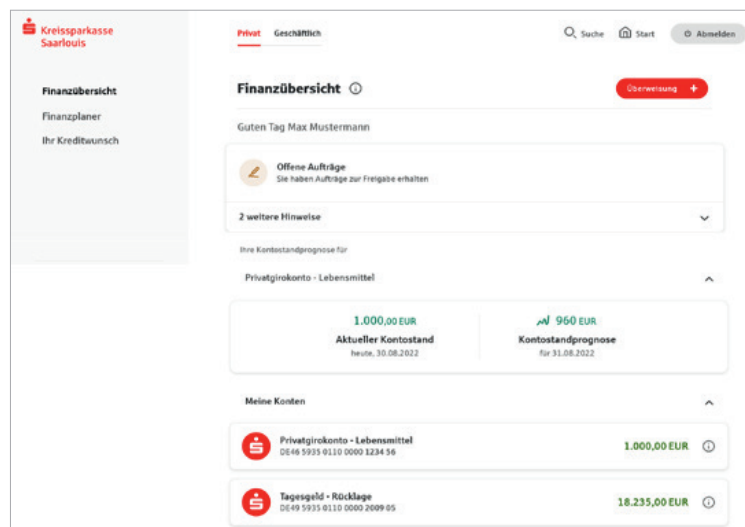 Kreissparkasse
Saarlouis
Privat Geschäftlich
Suche Start Abmelden
Finanzübersicht
Finanzplaner
Ihr Kreditwunsch
Finanzübersicht
Überweisung +
Guten Tag Max Mustermann
Offene Aufträge
Sie haben Aufträge zur Freigabe erhalten
2 weitere Hinweise
Ihre Kontostandprognose für
Privatgirokonto - Lebensmittel
1.000,00 EUR
Aktueller Kontostand
heute, 30.08.2022
960 EUR
Kontostandprognose
für 31.08.2022
Meine Konten
Privatgirokonto - Lebensmittel
DE46 5935 0110 0000 1234 56
1.000,00 EUR
Tagesgeld - Rücklage
DE49 5935 0110 0000 2009 05
18.235,00 EUR